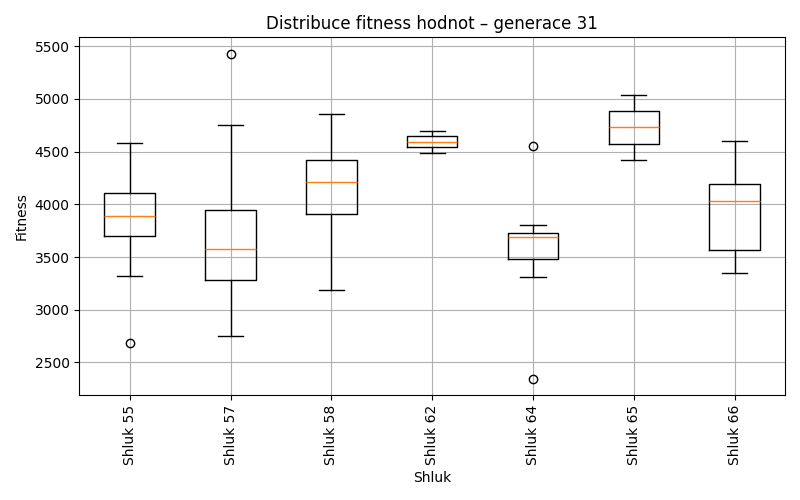 Distribuce fitness hodnot – generace 31
Fitness
5500
5000
4500
4000
3500
3000
2500
Shluk 55
Shluk 57
Shluk 58
Shluk 62
Shluk 64
Shluk 65
Shluk 66
Shluk